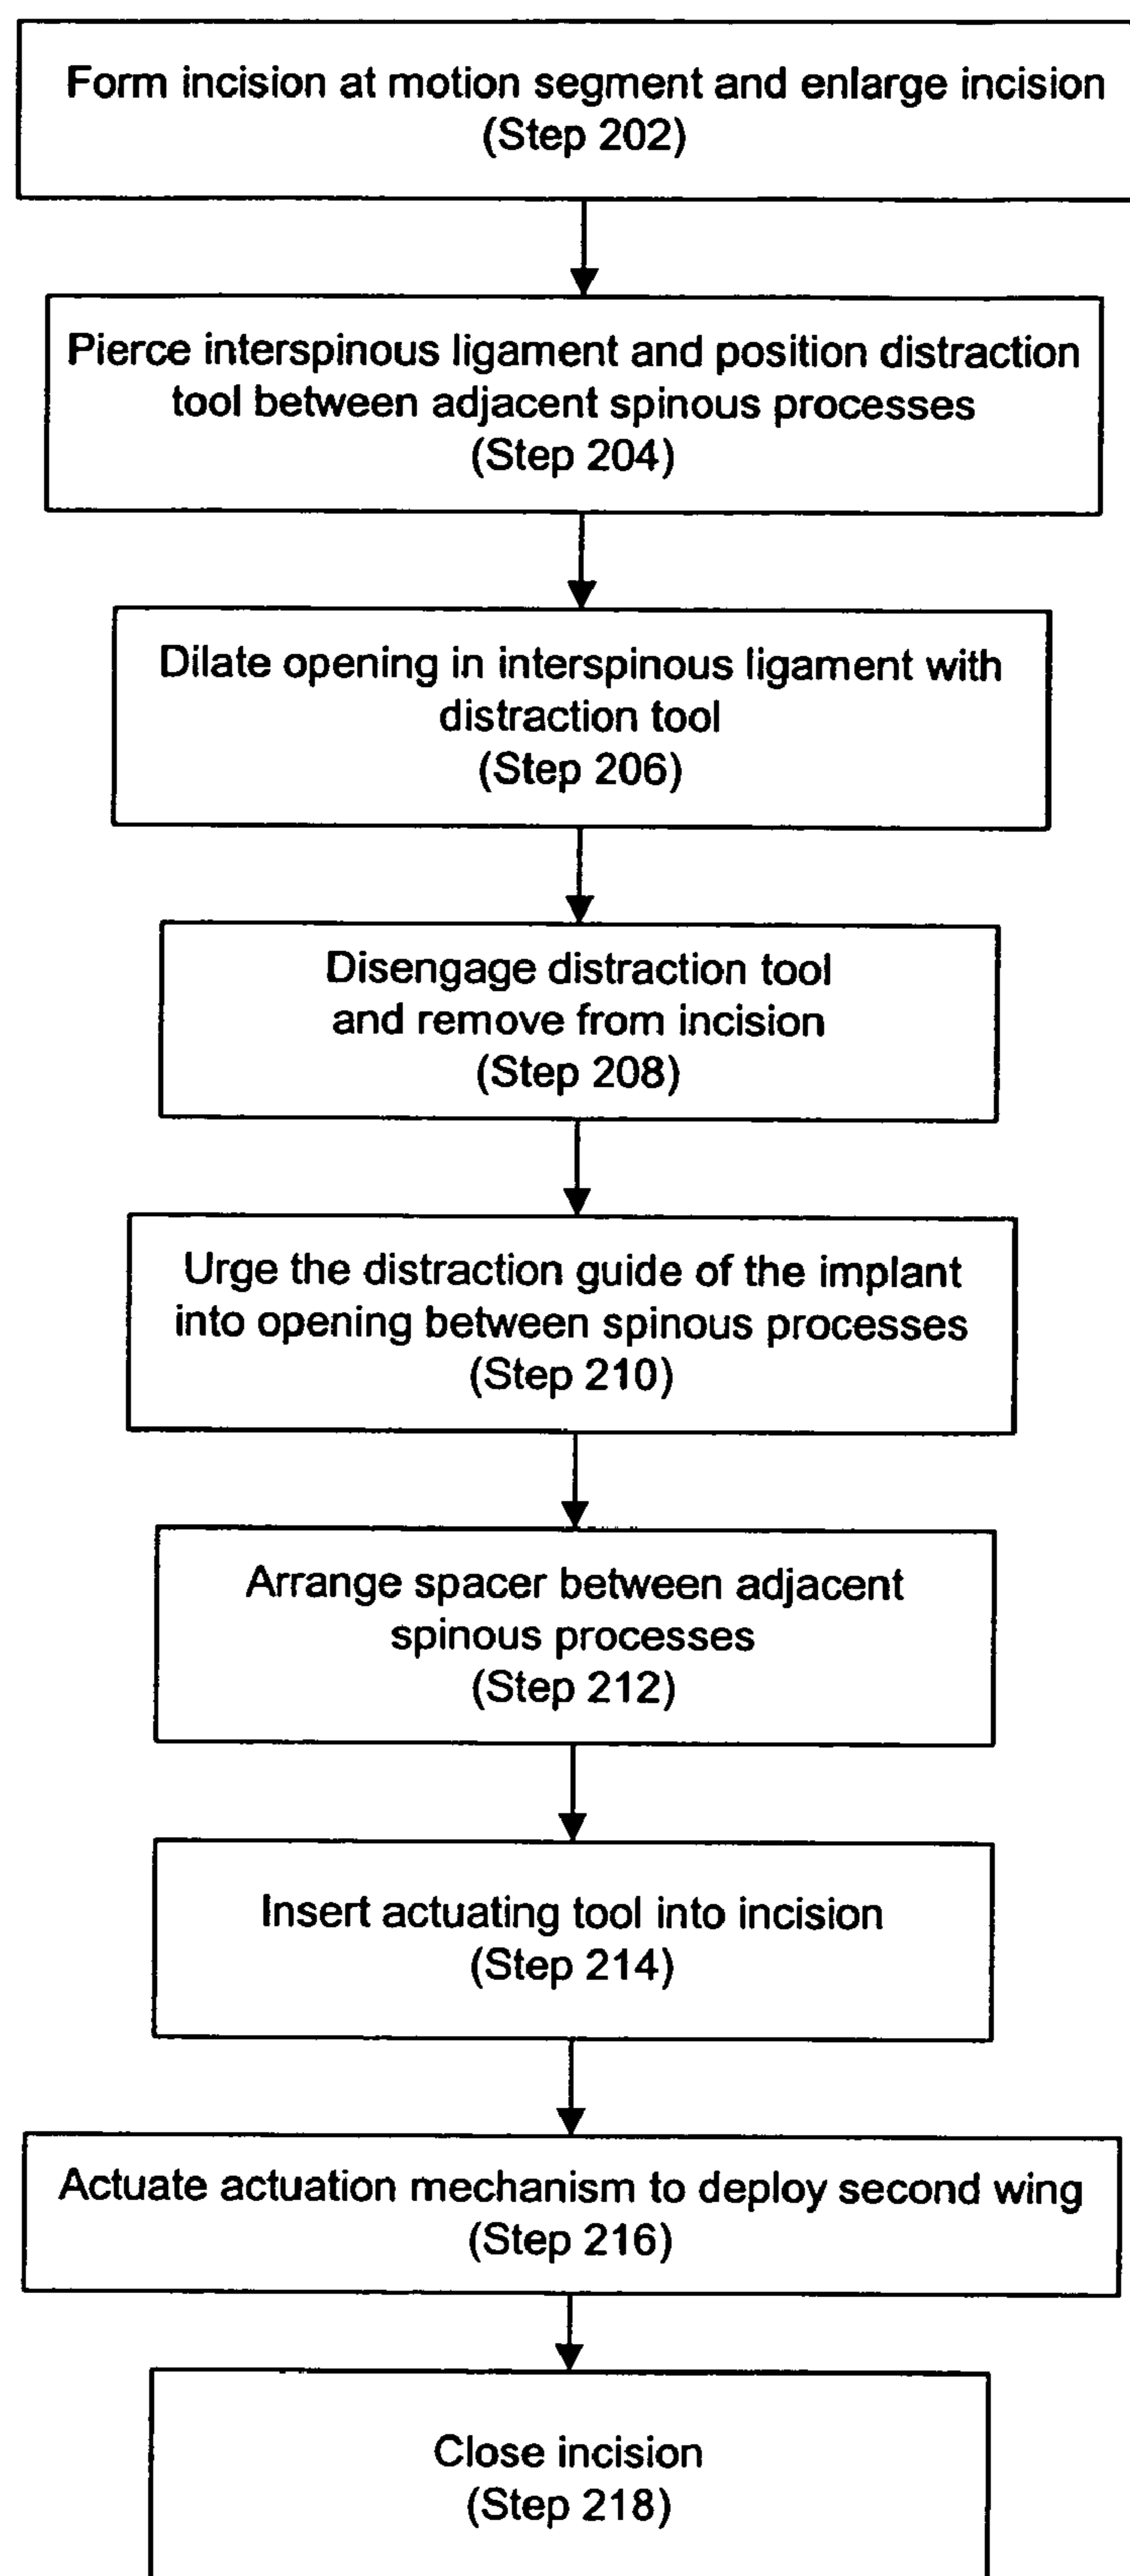 Form incision at motion segment and enlarge incision
(Step 202)
Pierce interspinous ligament and position distraction
tool between adjacent spinous processes
(Step 204)
Dilate opening in interspinous ligament with
distraction tool
(Step 206)
Disengage distraction tool
and remove from incision
(Step 208)
Urge the distraction guide of the implant
into opening between spinous processes
(Step 210)
Arrange spacer between adjacent
spinous processes
(Step 212)
Insert actuating tool into incision
(Step 214)
Actuate actuation mechanism to deploy second wing
(Step 216)
Close incision
(Step 218)